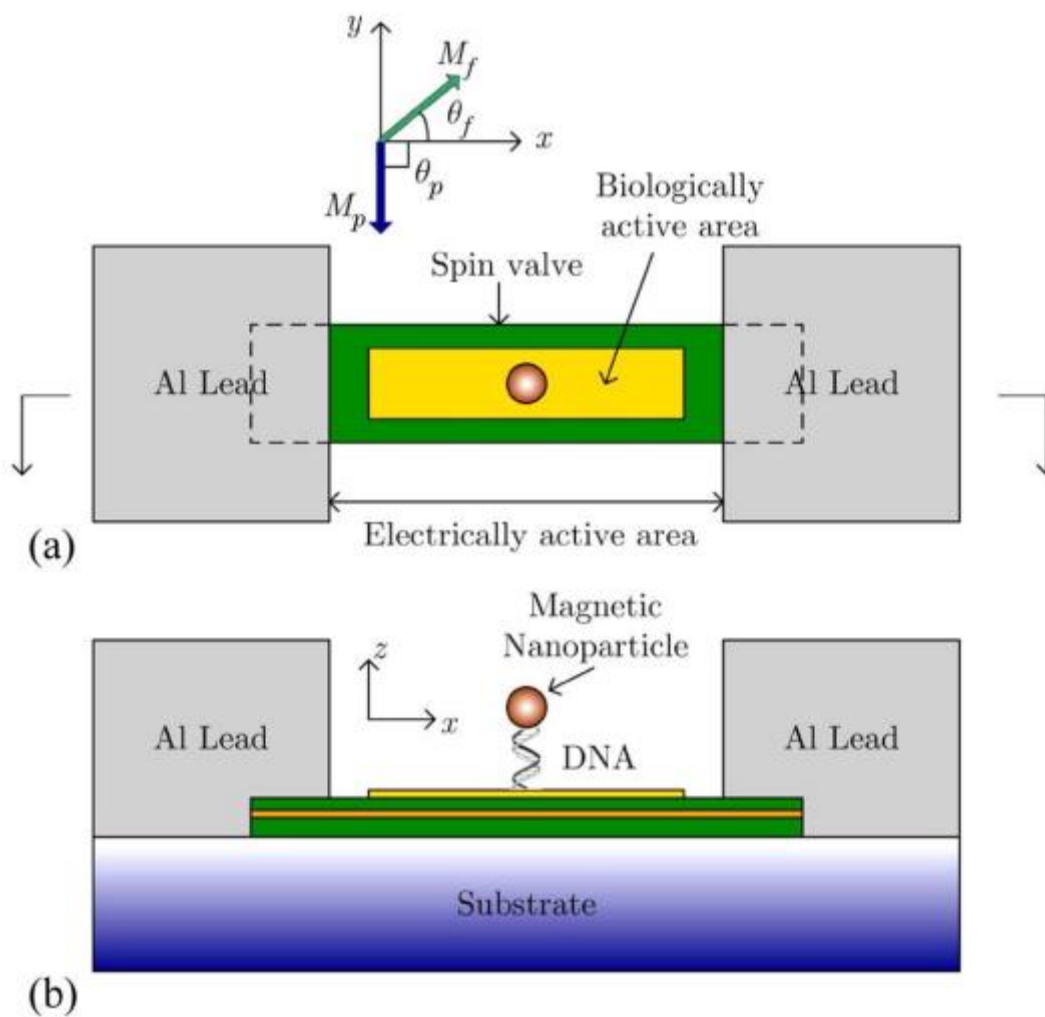 y
M_f
θ_f
x
θ_p
M_p
Biologically
active area
Spin valve
Al Lead
Al Lead
Electrically active area
(a)
Magnetic
Nanoparticle
z
x
Al Lead
DNA
Al Lead
Substrate
(b)